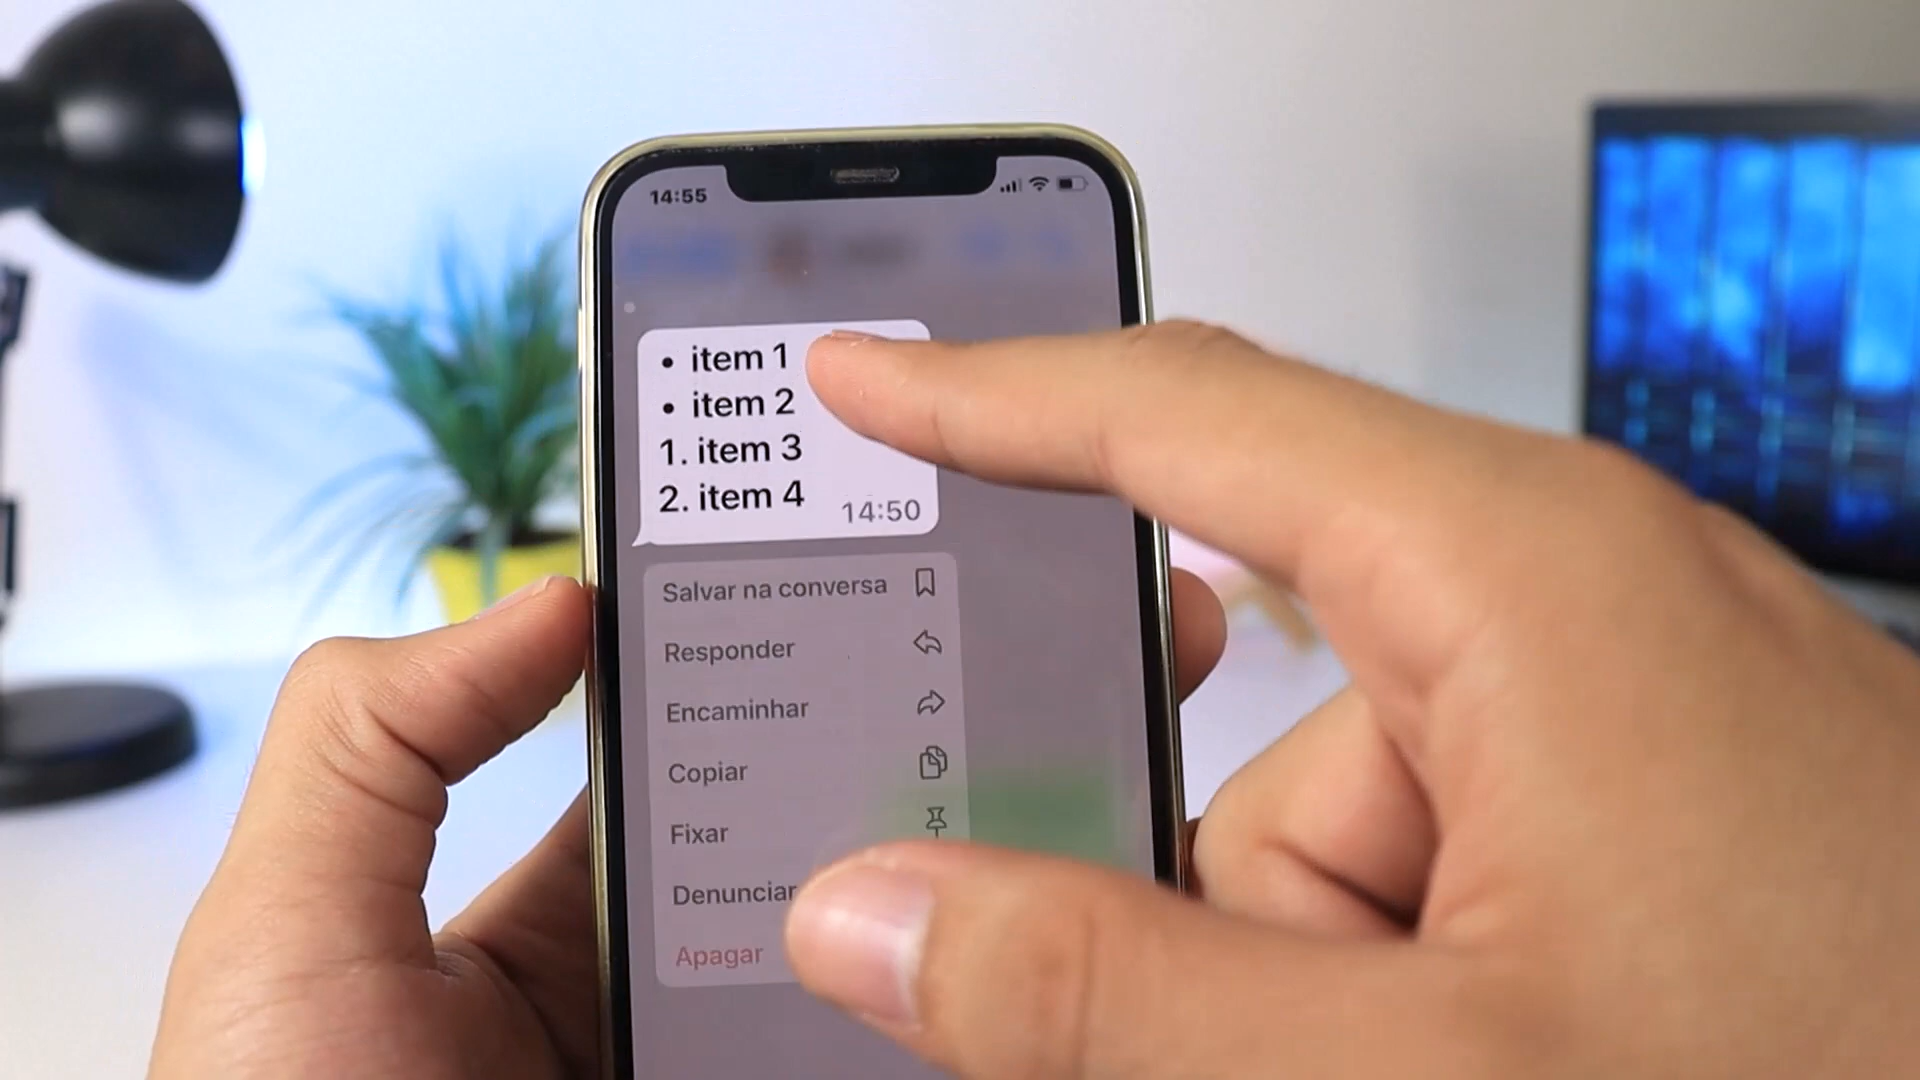 14:55
• item 1
• item 2
1. item 3
2. item 4
14:50
Salvar na conversa
Responder
Encaminhar
Copiar
Fixar
Denunciar
Apagar